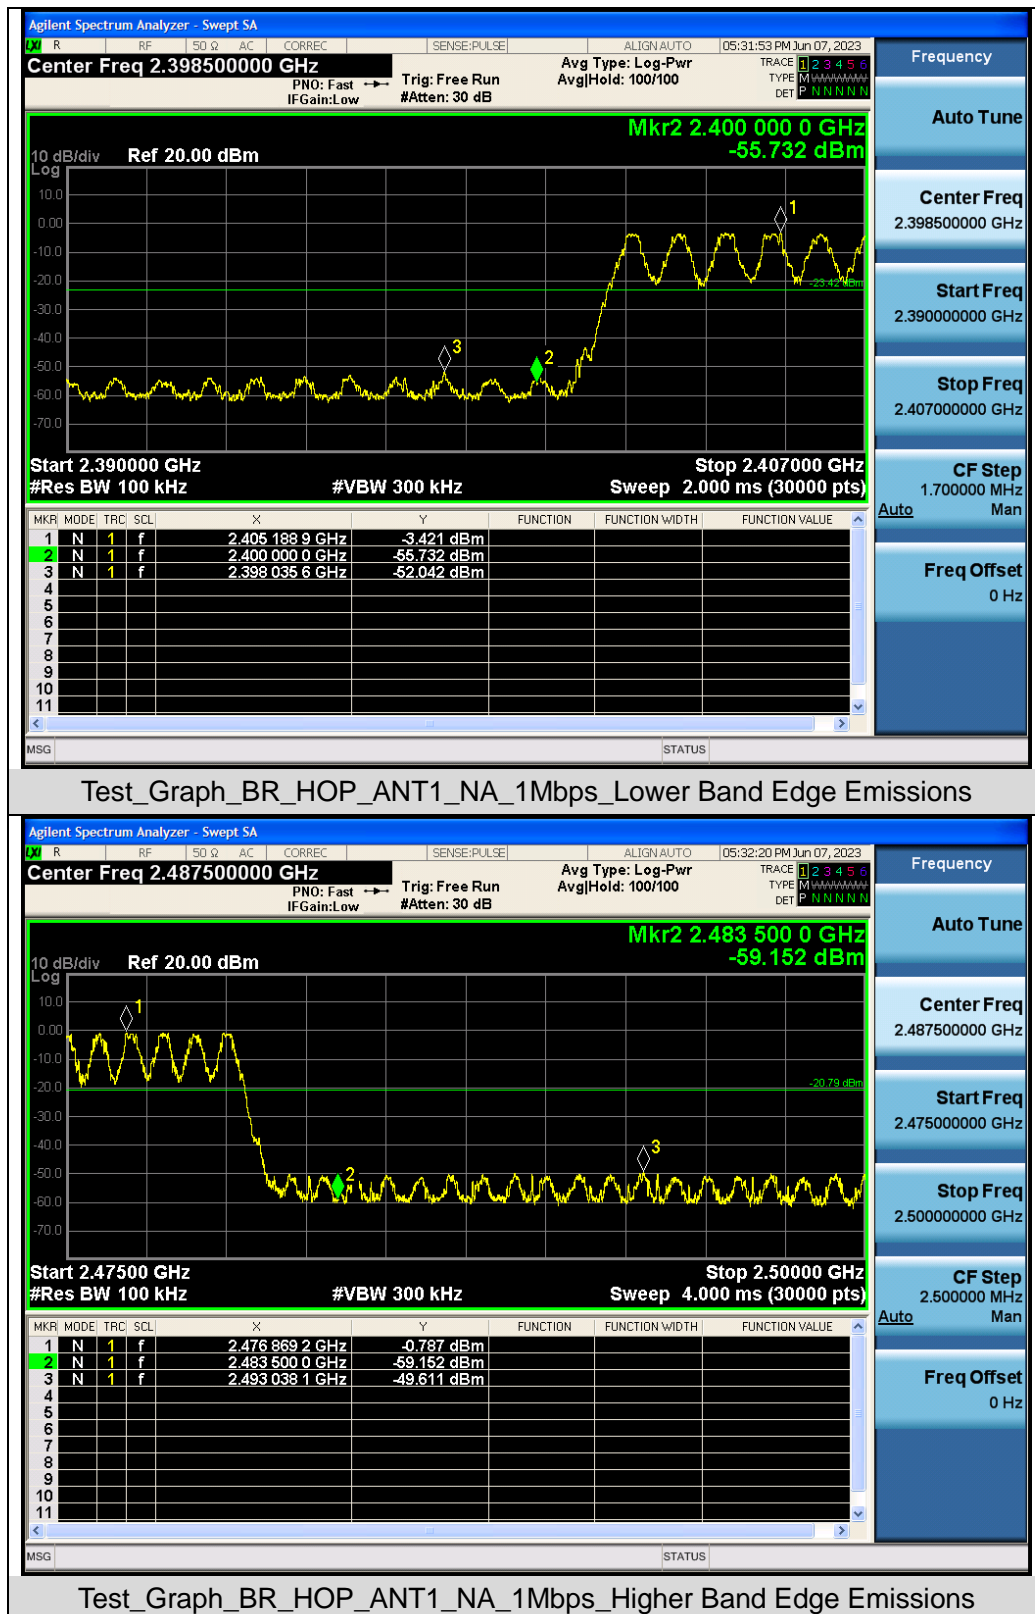 Agilent Spectrum Analyzer - Swept SA
LXI R RF 50 Ω AC CORREC SENSE:PULSE ALIGN AUTO 05:31:53 PM Jun 07, 2023
Center Freq 2.398500000 GHz
PNO: Fast IFGain:Low
Trig: Free Run #Atten: 30 dB
Avg Type: Log-Pwr Avg|Hold: 100/100
TRACE 1 2 3 4 5 6
TYPE M
DET P N N N N N
Mkr2 2.400 000 0 GHz
-55.732 dBm
10 dB/div Ref 20.00 dBm
Log
10.0
0.00
-10.0
-20.0
-30.0
-40.0
-50.0
-60.0
-70.0
1
-23.42 dBm
3
2
Start 2.390000 GHz Stop 2.407000 GHz
#Res BW 100 kHz #VBW 300 kHz Sweep 2.000 ms (30000 pts)
MKR MODE TRC SCL X Y FUNCTION FUNCTION WIDTH FUNCTION VALUE
1 N 1 f 2.405 188 9 GHz -3.421 dBm
2 N 1 f 2.400 000 0 GHz -55.732 dBm
3 N 1 f 2.398 035 6 GHz -52.042 dBm
4
5
6
7
8
9
10
11
MSG STATUS
Frequency
Auto Tune
Center Freq
2.398500000 GHz
Start Freq
2.390000000 GHz
Stop Freq
2.407000000 GHz
CF Step
1.700000 MHz
Auto Man
Freq Offset
0 Hz
Test_Graph_BR_HOP_ANT1_NA_1Mbps_Lower Band Edge Emissions
Agilent Spectrum Analyzer - Swept SA
LXI R RF 50 Ω AC CORREC SENSE:PULSE ALIGN AUTO 05:32:20 PM Jun 07, 2023
Center Freq 2.487500000 GHz
PNO: Fast IFGain:Low
Trig: Free Run #Atten: 30 dB
Avg Type: Log-Pwr Avg|Hold: 100/100
TRACE 1 2 3 4 5 6
TYPE M
DET P N N N N N
Mkr2 2.483 500 0 GHz
-59.152 dBm
10 dB/div Ref 20.00 dBm
Log
10.0
0.00
-10.0
-20.0
-30.0
-40.0
-50.0
-60.0
-70.0
1
-20.79 dBm
3
2
Start 2.47500 GHz Stop 2.50000 GHz
#Res BW 100 kHz #VBW 300 kHz Sweep 4.000 ms (30000 pts)
MKR MODE TRC SCL X Y FUNCTION FUNCTION WIDTH FUNCTION VALUE
1 N 1 f 2.476 869 2 GHz -0.787 dBm
2 N 1 f 2.483 500 0 GHz -59.152 dBm
3 N 1 f 2.493 038 1 GHz -49.611 dBm
4
5
6
7
8
9
10
11
MSG STATUS
Frequency
Auto Tune
Center Freq
2.487500000 GHz
Start Freq
2.475000000 GHz
Stop Freq
2.500000000 GHz
CF Step
2.500000 MHz
Auto Man
Freq Offset
0 Hz
Test_Graph_BR_HOP_ANT1_NA_1Mbps_Higher Band Edge Emissions